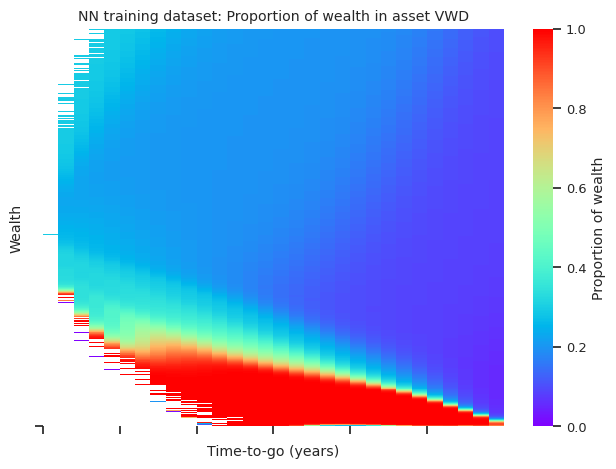 NN training dataset: Proportion of wealth in asset VWD
Wealth
Time-to-go (years)
1.0
0.8
0.6
0.4
0.2
0.0
Proportion of wealth